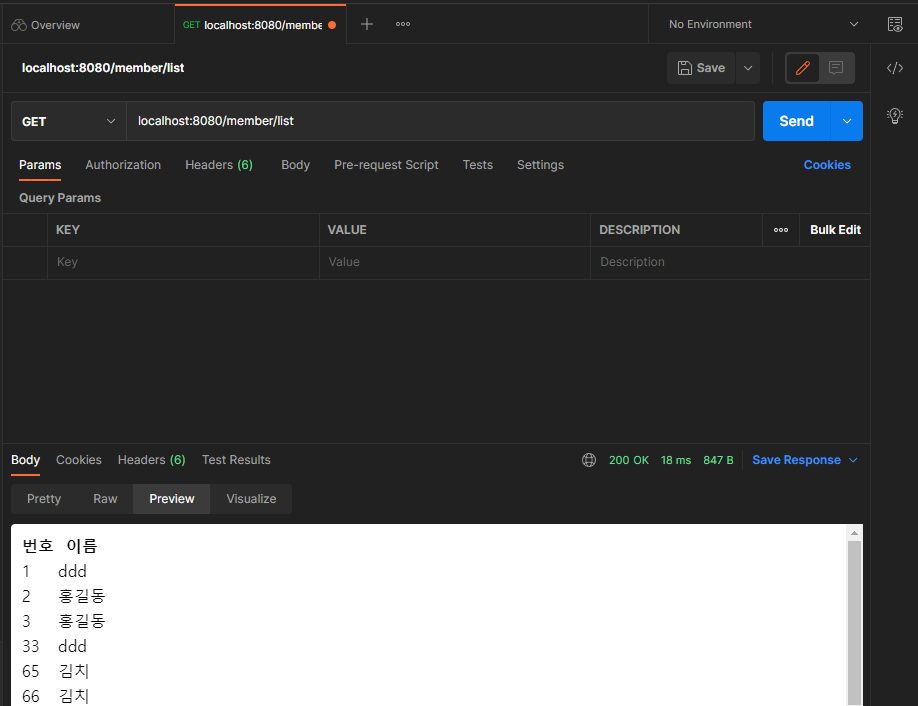 Overview GET localhost:8080/membe No Environment
localhost:8080/member/list Save
GET localhost:8080/member/list Send
Params Authorization Headers (6) Body Pre-request Script Tests Settings Cookies
Query Params
KEY VALUE DESCRIPTION Bulk Edit
Key Value Description
Body Cookies Headers (6) Test Results 200 OK 18 ms 847 B Save Response
Pretty Raw Preview Visualize
번호 이름
1 ddd
2 홍길동
3 홍길동
33 ddd
65 김치
66 김치